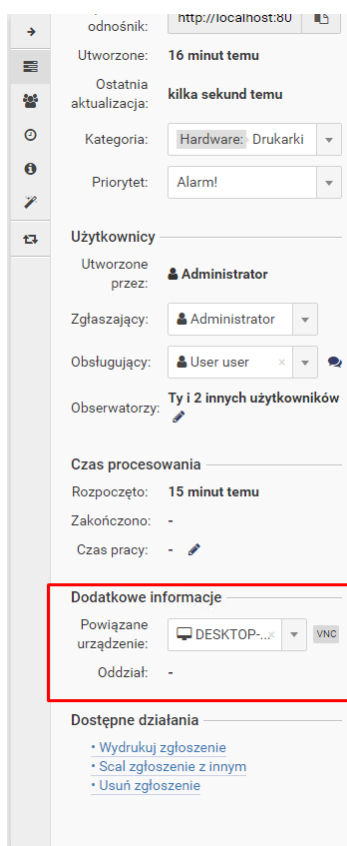 odnośnik: http://localhost:80
Utworzone: 16 minut temu
Ostatnia
aktualizacja: kilka sekund temu
Kategoria: Hardware: Drukarki
Priorytet: Alarm!
Użytkownicy
Utworzone
przez: Administrator
Zgłaszający: Administrator
Obsługujący: User user ×
Obserwatorzy: Ty i 2 innych użytkowników
Czas procesowania
Rozpoczęto: 15 minut temu
Zakończono: -
Czas pracy: -
Dodatkowe informacje
Powiązane
urządzenie: DESKTOP-...× VNC
Oddział: -
Dostępne działania
• Wydrukuj zgłoszenie
• Scal zgłoszenie z innym
• Usuń zgłoszenie